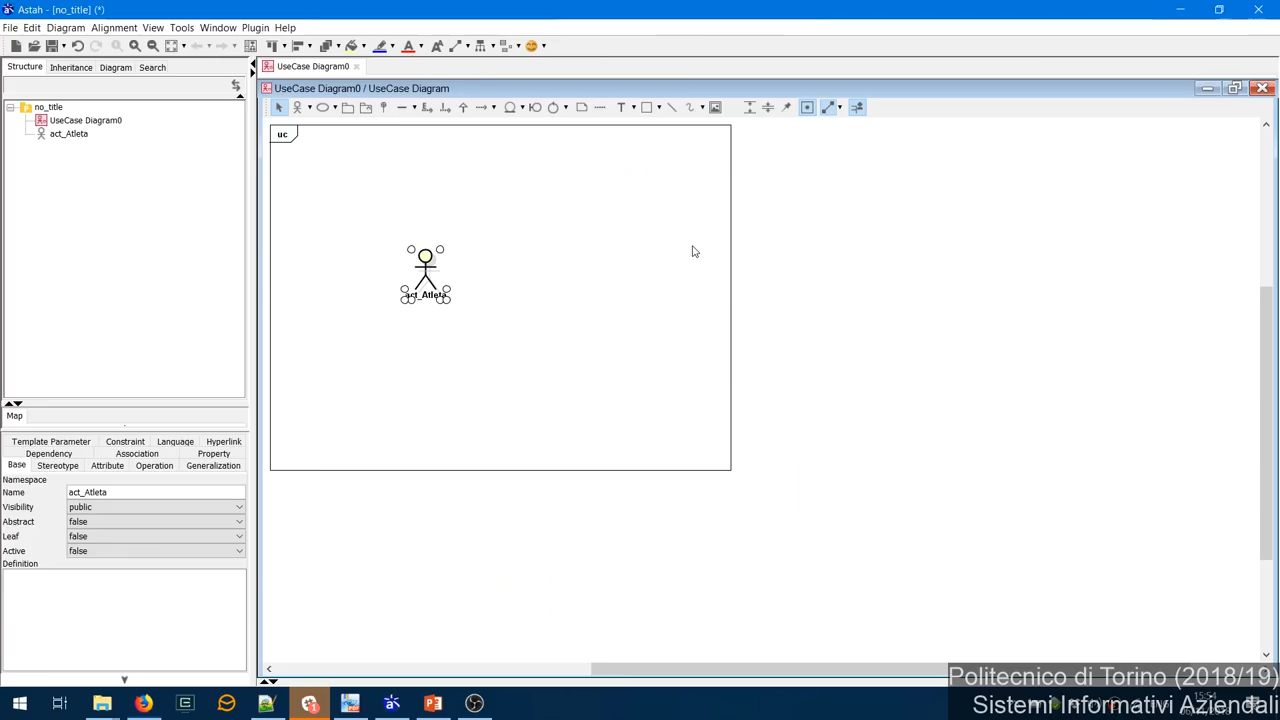 Astah - [no_title] (*)
File Edit Diagram Alignment View Tools Window Plugin Help
Structure Inheritance Diagram Search
UseCase Diagram0
UseCase Diagram0 / UseCase Diagram
no_title
UseCase Diagram0
act_Atleta
uc
act_Atleta
Map
Template Parameter Constraint Language Hyperlink
Dependency Association Property
Base Stereotype Attribute Operation Generalization
Namespace
Name act_Atleta
Visibility public
Abstract false
Leaf false
Active false
Definition
Politecnico di Torino (2018/19)
15:54
Sistemi Informativi Aziendali